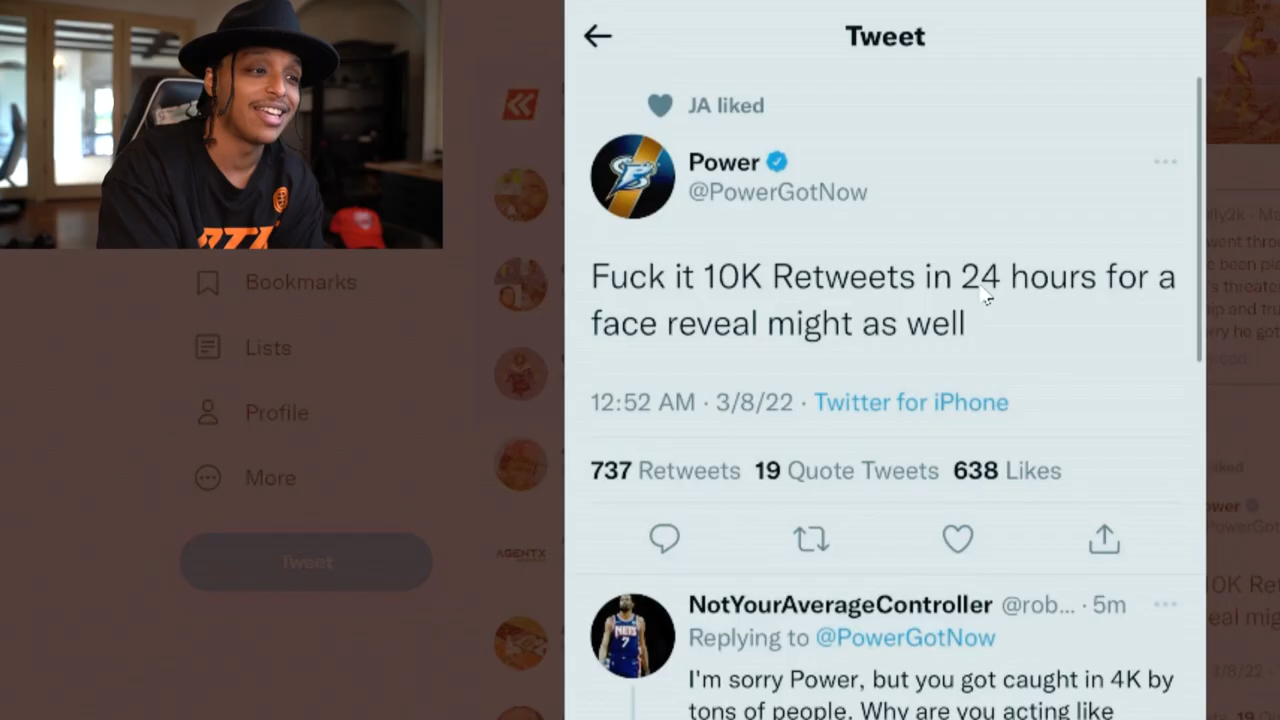 Tweet
JA liked
Power
@PowerGotNow
Fuck it 10K Retweets in 24 hours for a
face reveal might as well
12:52 AM · 3/8/22 · Twitter for iPhone
737 Retweets 19 Quote Tweets 638 Likes
NotYourAverageController @rob... · 5m
Replying to @PowerGotNow
I'm sorry Power, but you got caught in 4K by
tons of people. Why are you acting like
Bookmarks
Lists
Profile
More
Tweet
AGENTX